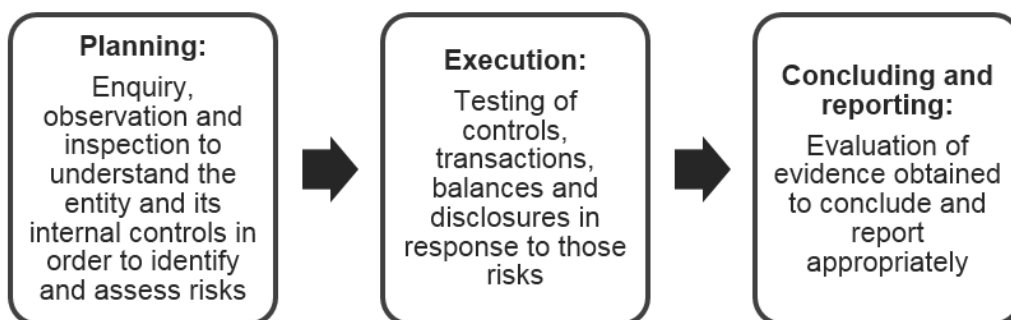 Planning:
Enquiry,
observation and
inspection to
understand the
entity and its
internal controls in
order to identify
and assess risks
Execution:
Testing of
controls,
transactions,
balances and
disclosures in
response to those
risks
Concluding and
reporting:
Evaluation of
evidence obtained
to conclude and
report
appropriately